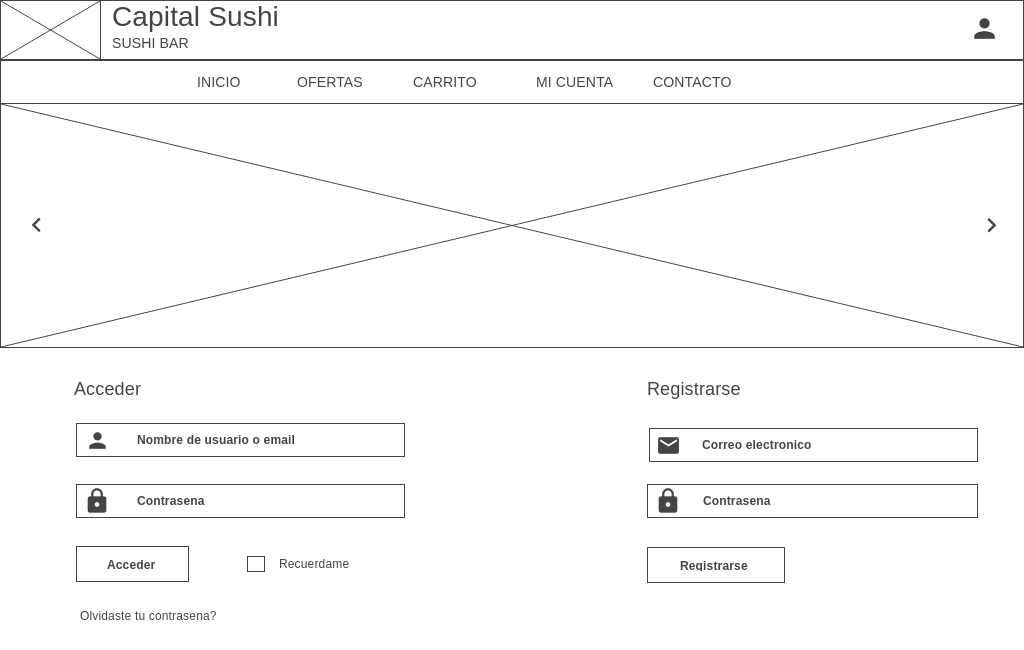 Capital Sushi
SUSHI BAR
INICIO OFERTAS CARRITO MI CUENTA CONTACTO
Acceder
Nombre de usuario o email
Contrasena
Acceder Recuerdame
Olvidaste tu contrasena?
Registrarse
Correo electronico
Contrasena
Registrarse